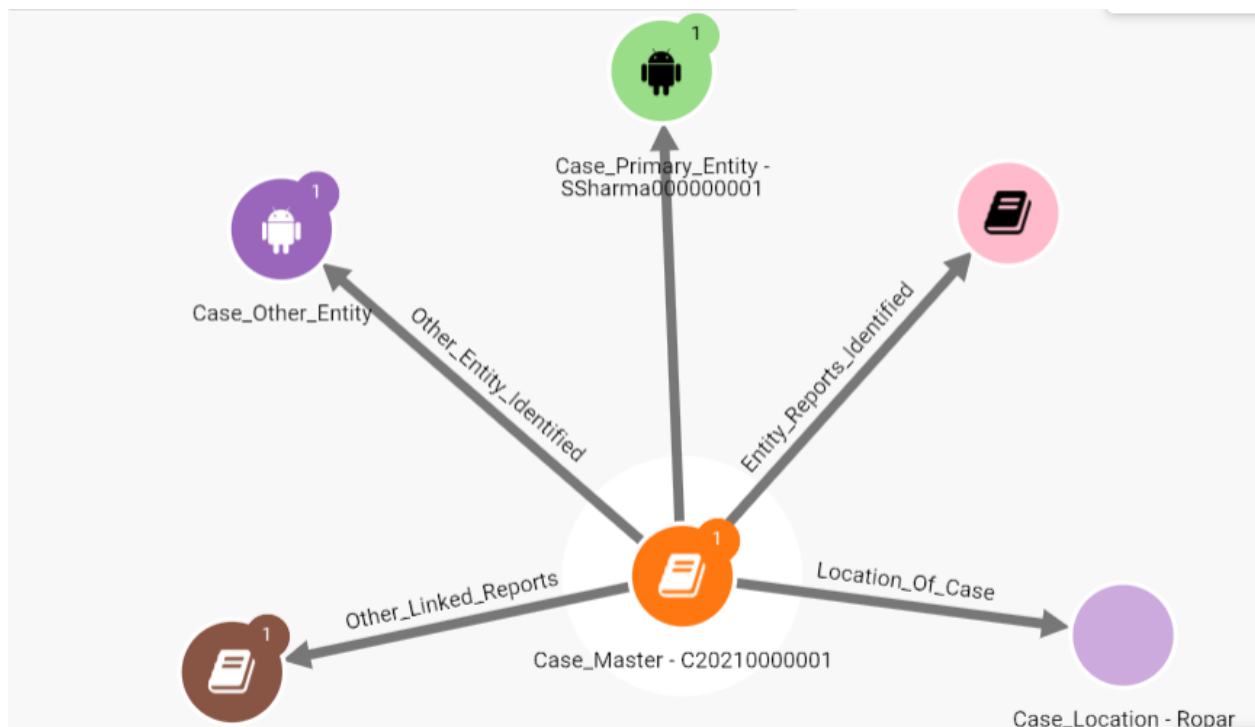 1
Case_Primary_Entity -
SSharma000000001
1
Case_Other_Entity
Other_Entity_Identified
Entity_Reports_Identified
Other_Linked_Reports
1
1
Location_Of_Case
Case_Master - C20210000001
Case_Location - Ropar